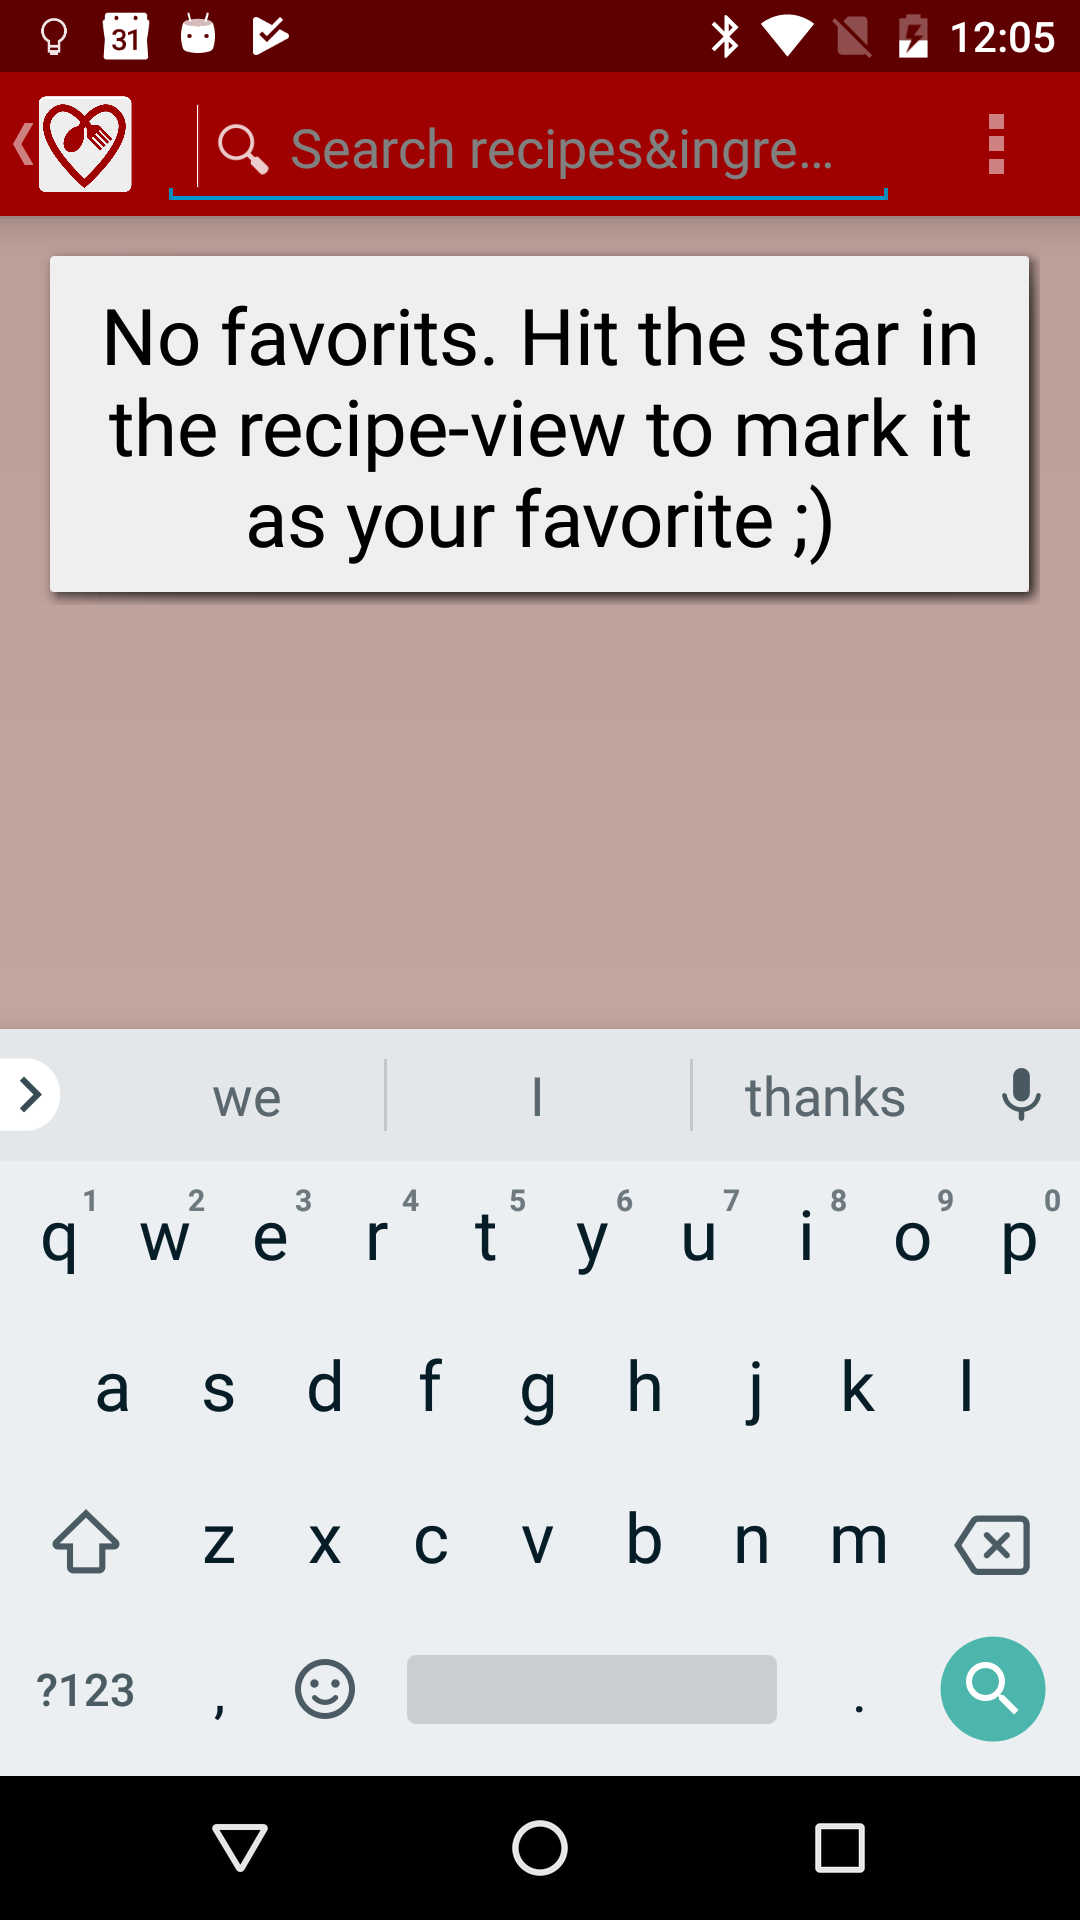 31
12:05
Search recipes&ingre...
No favorits. Hit the star in
the recipe-view to mark it
as your favorite ;)
we I thanks
1 2 3 4 5 6 7 8 9 0
q w e r t y u i o p
a s d f g h j k l
z x c v b n m
?123 , .